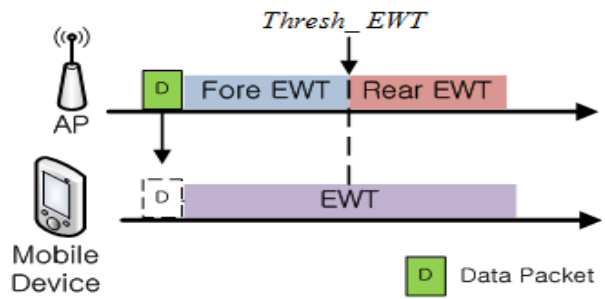 Thresh_ EWT
D
Fore EWT
Rear EWT
AP
D
EWT
Mobile
Device
D
Data Packet